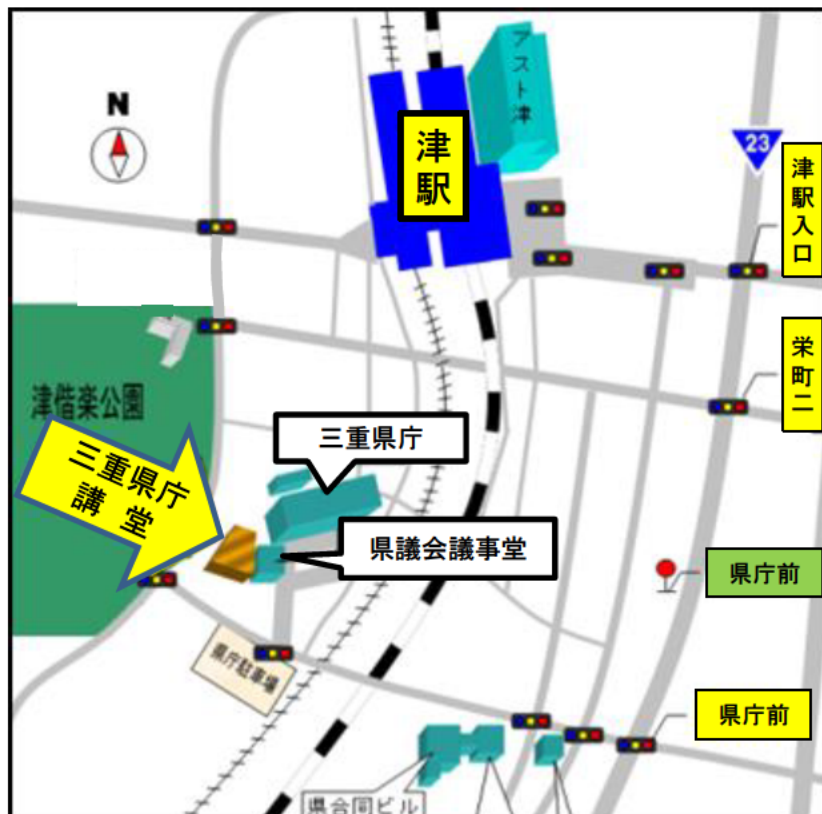 アスト津
N
津駅
23
津駅入口
栄町二
津偕楽公園
三重県庁
三重県庁
講堂
県議会議事堂
県庁前
県庁駐車場
県庁前
県合同ビル